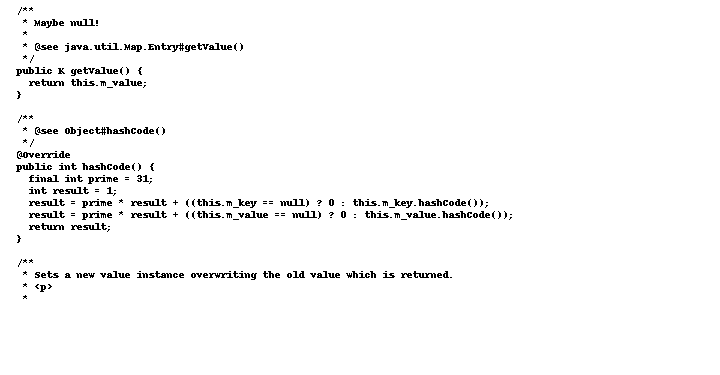 /**
 * Maybe null!
 *
 * @see java.util.Map.Entry#getValue()
 */
public K getValue() {
  return this.m_value;
}

/**
 * @see Object#hashCode()
 */
@Override
public int hashCode() {
  final int prime = 31;
  int result = 1;
  result = prime * result + ((this.m_key == null) ? 0 : this.m_key.hashCode());
  result = prime * result + ((this.m_value == null) ? 0 : this.m_value.hashCode());
  return result;
}

/**
 * Sets a new value instance overwriting the old value which is returned.
 * <p>
 *